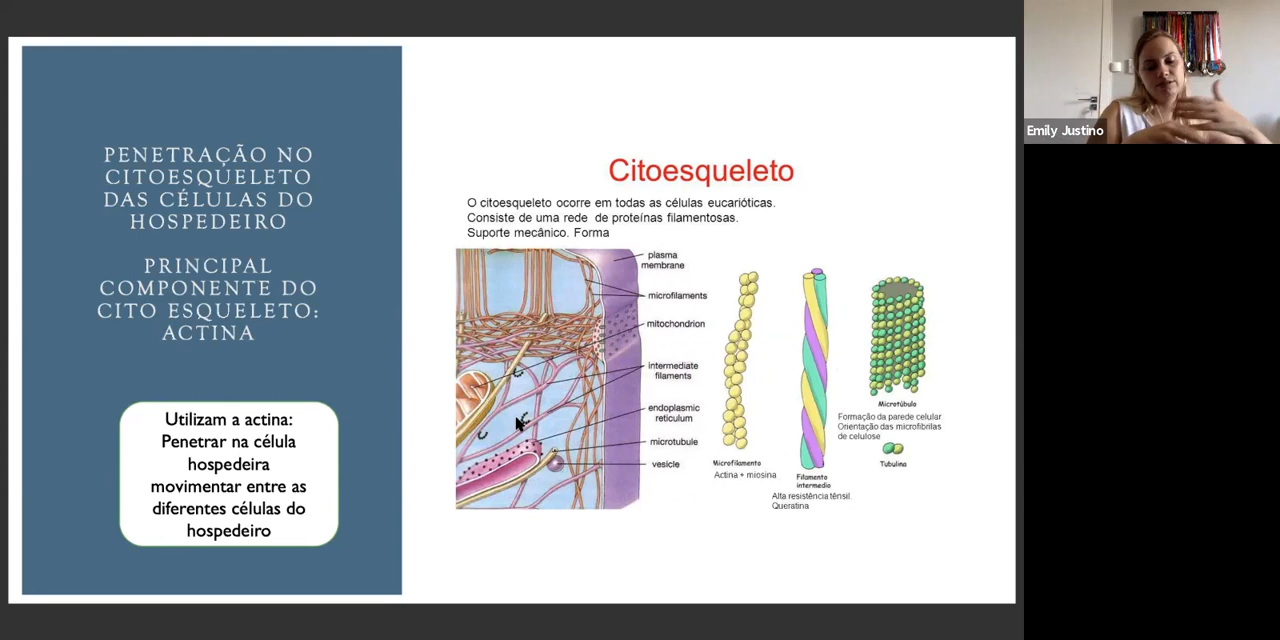 PENETRAÇÃO NO
CITOESQUELETO
DAS CÉLULAS DO
HOSPEDEIRO
PRINCIPAL
COMPONENTE DO
CITO ESQUELETO:
ACTINA
Utilizam a actina:
Penetrar na célula
hospedeira
movimentar entre as
diferentes células do
hospedeiro
Citoesqueleto
O citoesqueleto ocorre em todas as células eucarióticas.
Consiste de uma rede de proteínas filamentosas.
Suporte mecânico. Forma
plasma
membrane
microfilaments
mitochondrion
intermediate
filaments
endoplasmic
reticulum
microtubule
vesicle
Microfilamento
Actina + miosina
Filamento
intermedio
Alta resistência tênsil
Queratina
Microtúbulo
Formação da parede celular
Orientação das microfibrilas
de celulose
Tubulina
Emily Justino